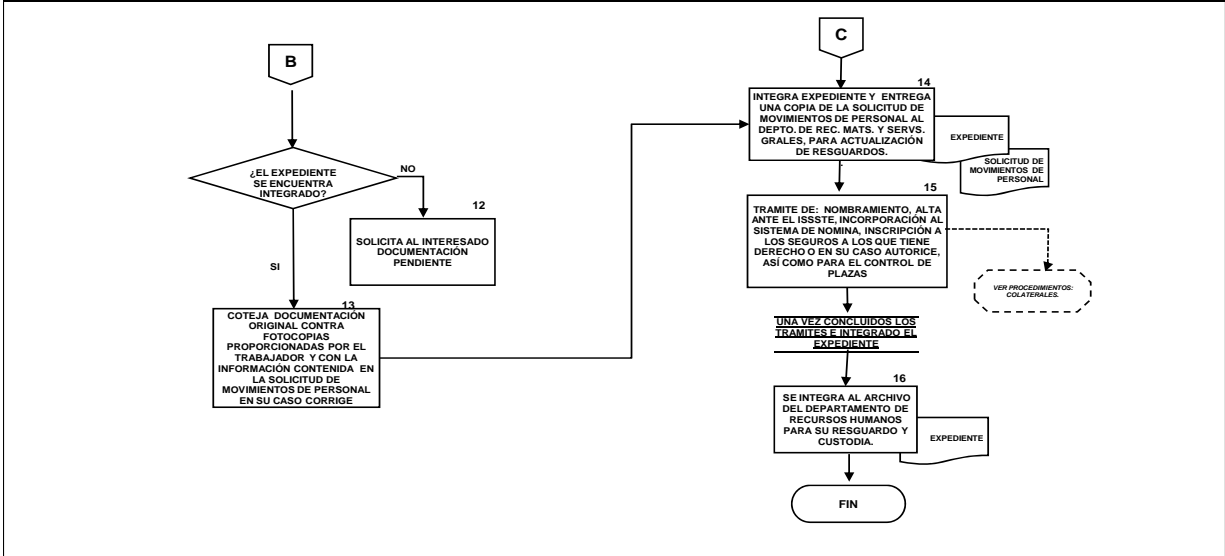 B
¿EL EXPEDIENTE
SE ENCUENTRA
INTEGRADO?
NO
12
SOLICITA AL INTERESADO
DOCUMENTACIÓN
PENDIENTE
SI
13
COTEJA DOCUMENTACIÓN
ORIGINAL CONTRA
FOTOCOPIAS
PROPORCIONADAS POR EL
TRABAJADOR Y CON LA
INFORMACIÓN CONTENIDA EN
LA SOLICITUD DE
MOVIMIENTOS DE PERSONAL
EN SU CASO CORRIGE
C
14
INTEGRA EXPEDIENTE Y ENTREGA
UNA COPIA DE LA SOLICITUD DE
MOVIMIENTOS DE PERSONAL AL
DEPTO. DE REC. MATS. Y SERVS.
GRALES, PARA ACTUALIZACIÓN
DE RESGUARDOS.
EXPEDIENTE
SOLICITUD DE
MOVIMIENTOS DE
PERSONAL
15
TRAMITE DE: NOMBRAMIENTO, ALTA
ANTE EL ISSSTE, INCORPORACIÓN AL
SISTEMA DE NOMINA, INSCRIPCIÓN A
LOS SEGUROS A LOS QUE TIENE
DERECHO O EN SU CASO AUTORICE,
ASÍ COMO PARA EL CONTROL DE
PLAZAS
VER PROCEDIMIENTOS:
COLATERALES.
UNA VEZ CONCLUIDOS LOS
TRAMITES E INTEGRADO EL
EXPEDIENTE
16
SE INTEGRA AL ARCHIVO
DEL DEPARTAMENTO DE
RECURSOS HUMANOS
PARA SU RESGUARDO Y
CUSTODIA.
EXPEDIENTE
FIN